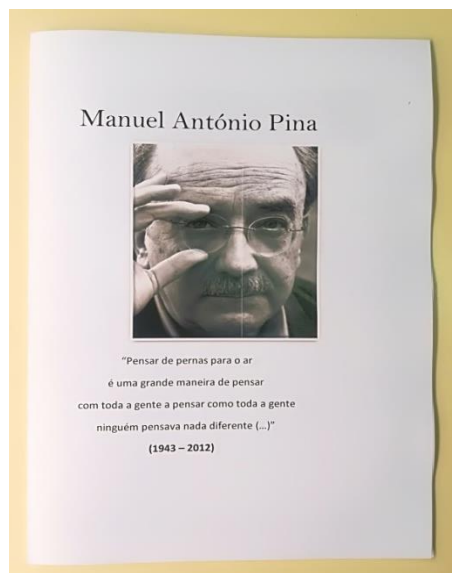 Manuel António Pina
“Pensar de pernas para o ar
é uma grande maneira de pensar
com toda a gente a pensar como toda a gente
ninguém pensava nada diferente (...)”
(1943 – 2012)